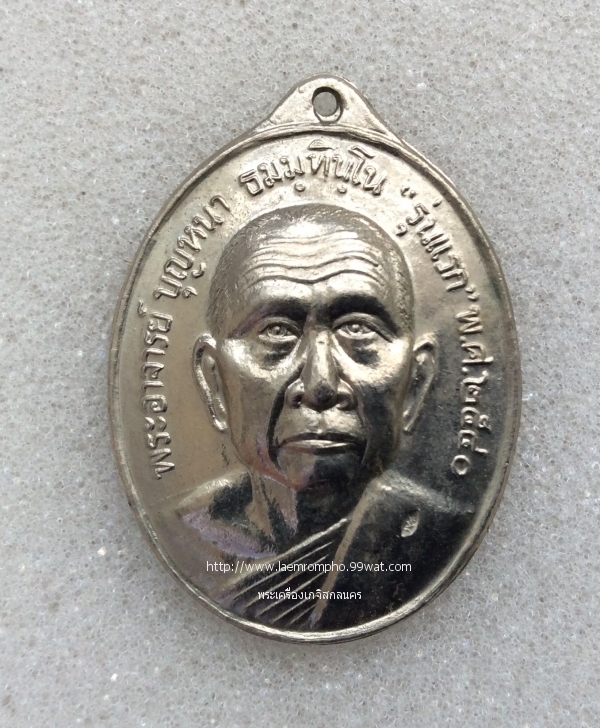 พระอาจารย์ บุญหนา ธมฺมทินฺโน "รุ่นแรก" พ.ศ.๒๕๔๐
http://www.laemrompho.99wat.com
พระเครื่องเภจิสกลนคร